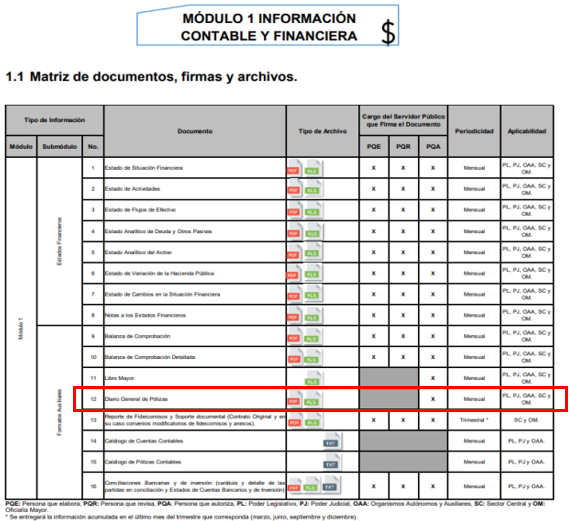 MÓDULO 1 INFORMACIÓN
CONTABLE Y FINANCIERA
$
1.1 Matriz de documentos, firmas y archivos.
Tipo de Información Documento Tipo de Archivo Cargo del Servidor Público que Firma el Documento Periodicidad Aplicabilidad
Módulo Submódulo No. PQE PQR PQA
Módulo 1
Estados Financieros
1 Estado de Situación Financiera PDF XLS X X X Mensual PL, PJ, OAA, SC y OM.
2 Estado de Actividades PDF XLS X X X Mensual PL, PJ, OAA, SC y OM.
3 Estado de Flujos de Efectivo PDF XLS X X X Mensual PL, PJ, OAA, SC y OM.
4 Estado Analítico de Deuda y Otros Pasivos PDF XLS X X X Mensual PL, PJ, OAA, SC y OM.
5 Estado Analítico del Activo PDF XLS X X X Mensual PL, PJ, OAA, SC y OM.
6 Estado de Variación de la Hacienda Pública PDF XLS X X X Mensual PL, PJ, OAA, SC y OM.
7 Estado de Cambios en la Situación Financiera PDF XLS X X X Mensual PL, PJ, OAA, SC y OM.
8 Notas a los Estados Financieros PDF XLS X X X Mensual PL, PJ, OAA, SC y OM.
Formatos Auxiliares
9 Balanza de Comprobación PDF XLS X X X Mensual PL, PJ, OAA, SC y OM.
10 Balanza de Comprobación Detallada PDF XLS X X X Mensual PL, PJ, OAA, SC y OM.
11 Libro Mayor XLS X Mensual PL, PJ, OAA, SC y OM.
12 Diario General de Pólizas PDF XLS X Mensual PL, PJ, OAA, SC y OM.
13 Reporte de Fideicomisos y Soporte documental (Contrato Original y en su caso convenios modificatorios de fideicomisos y anexos). PDF XLS X X X Trimestral * SC y OM.
14 Catálogo de Cuentas Contables TXT Mensual PL, PJ y OAA.
15 Catálogo de Pólizas Contables TXT Mensual PL, PJ y OAA.
16 Conciliaciones Bancarias y de inversión (carátula y detalle de las partidas en conciliación y Estados de Cuentas Bancarios y de Inversión) PDF XLS TXT X X X Mensual PL, PJ y OAA.
PQE: Persona que elabora, PQR: Persona que revisa, PQA. Persona que autoriza, PL: Poder Legislativo, PJ: Poder Judicial, OAA: Organismos Autónomos y Auxiliares, SC: Sector Central y OM:
Oficialía Mayor.
* Se entregará la información acumulada en el último mes del trimestre que corresponda (marzo, junio, septiembre y diciembre).